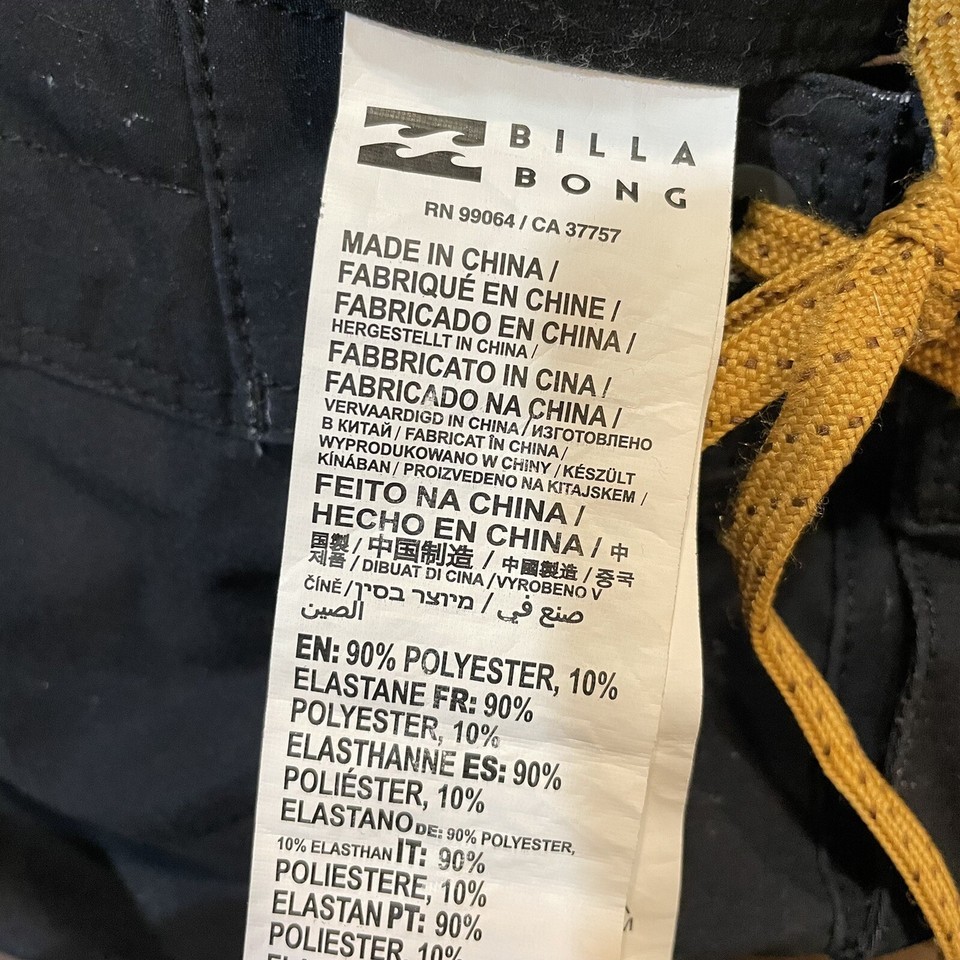 BILLA
BONG
RN 99064 / CA 37757
MADE IN CHINA /
FABRIQUÉ EN CHINE /
FABRICADO EN CHINA /
HERGESTELLT IN CHINA /
FABBRICATO IN CINA /
FABRICADO NA CHINA /
VERVAARDIGD IN CHINA /ИЗГОТОВЛЕНО
В КИТАЙ / FABRICAT ÎN CHINA /
WYPRODUKOWANO W CHINY / KÉSZÜLT
KÍNÁBAN / PROIZVEDENO NA KITAJSKEM /
FEITO NA CHINA /
HECHO EN CHINA / 中
国製 / 中国制造 / 中國製造 / 중국
제품 / DIBUAT DI CINA /VYROBENO V
ČÍNĚ / מיוצר בסין / صنع في
الصين
EN: 90% POLYESTER, 10%
ELASTANE FR: 90%
POLYESTER, 10%
ELASTHANNE ES: 90%
POLIÉSTER, 10%
ELASTANO DE: 90% POLYESTER,
10% ELASTHAN IT: 90%
POLIESTERE, 10%
ELASTAN PT: 90%
POLIESTER, 10%